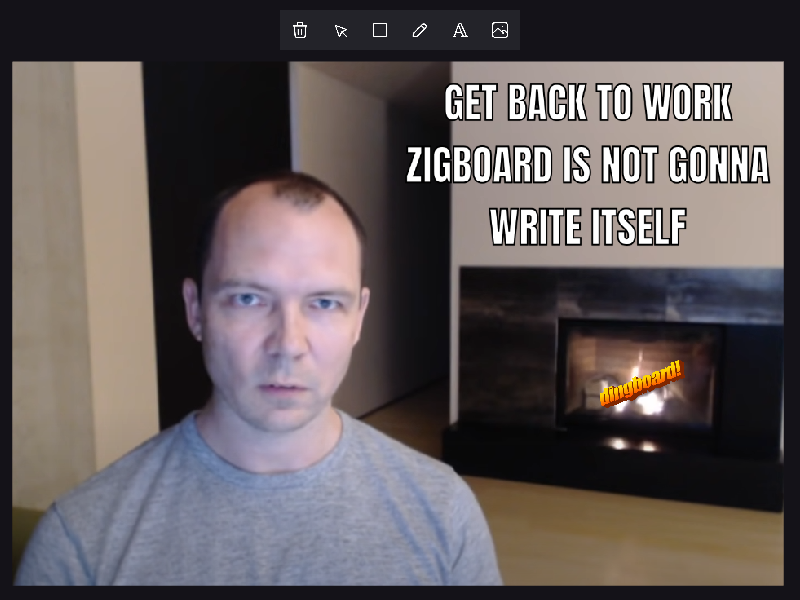 GET BACK TO WORK
ZIGBOARD IS NOT GONNA
WRITE ITSELF
dingboard!